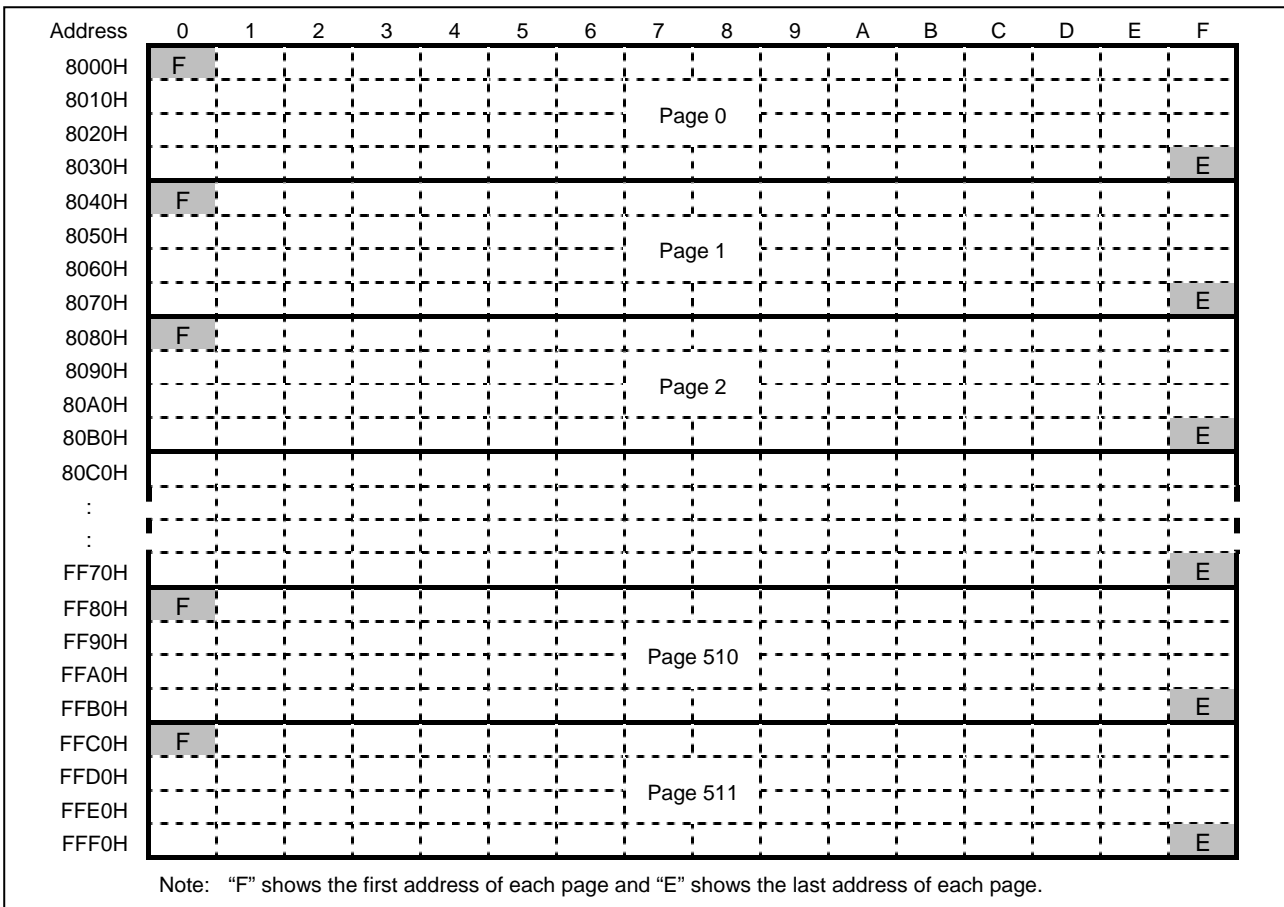 Address 0 1 2 3 4 5 6 7 8 9 A B C D E F
8000H F
8010H
Page 0
8020H
8030H E
8040H F
8050H
Page 1
8060H
8070H E
8080H F
8090H
Page 2
80A0H
80B0H E
80C0H
:
:
FF70H E
FF80H F
FF90H
Page 510
FFA0H
FFB0H E
FFC0H F
FFD0H
Page 511
FFE0H
FFF0H E
Note: “F” shows the first address of each page and “E” shows the last address of each page.